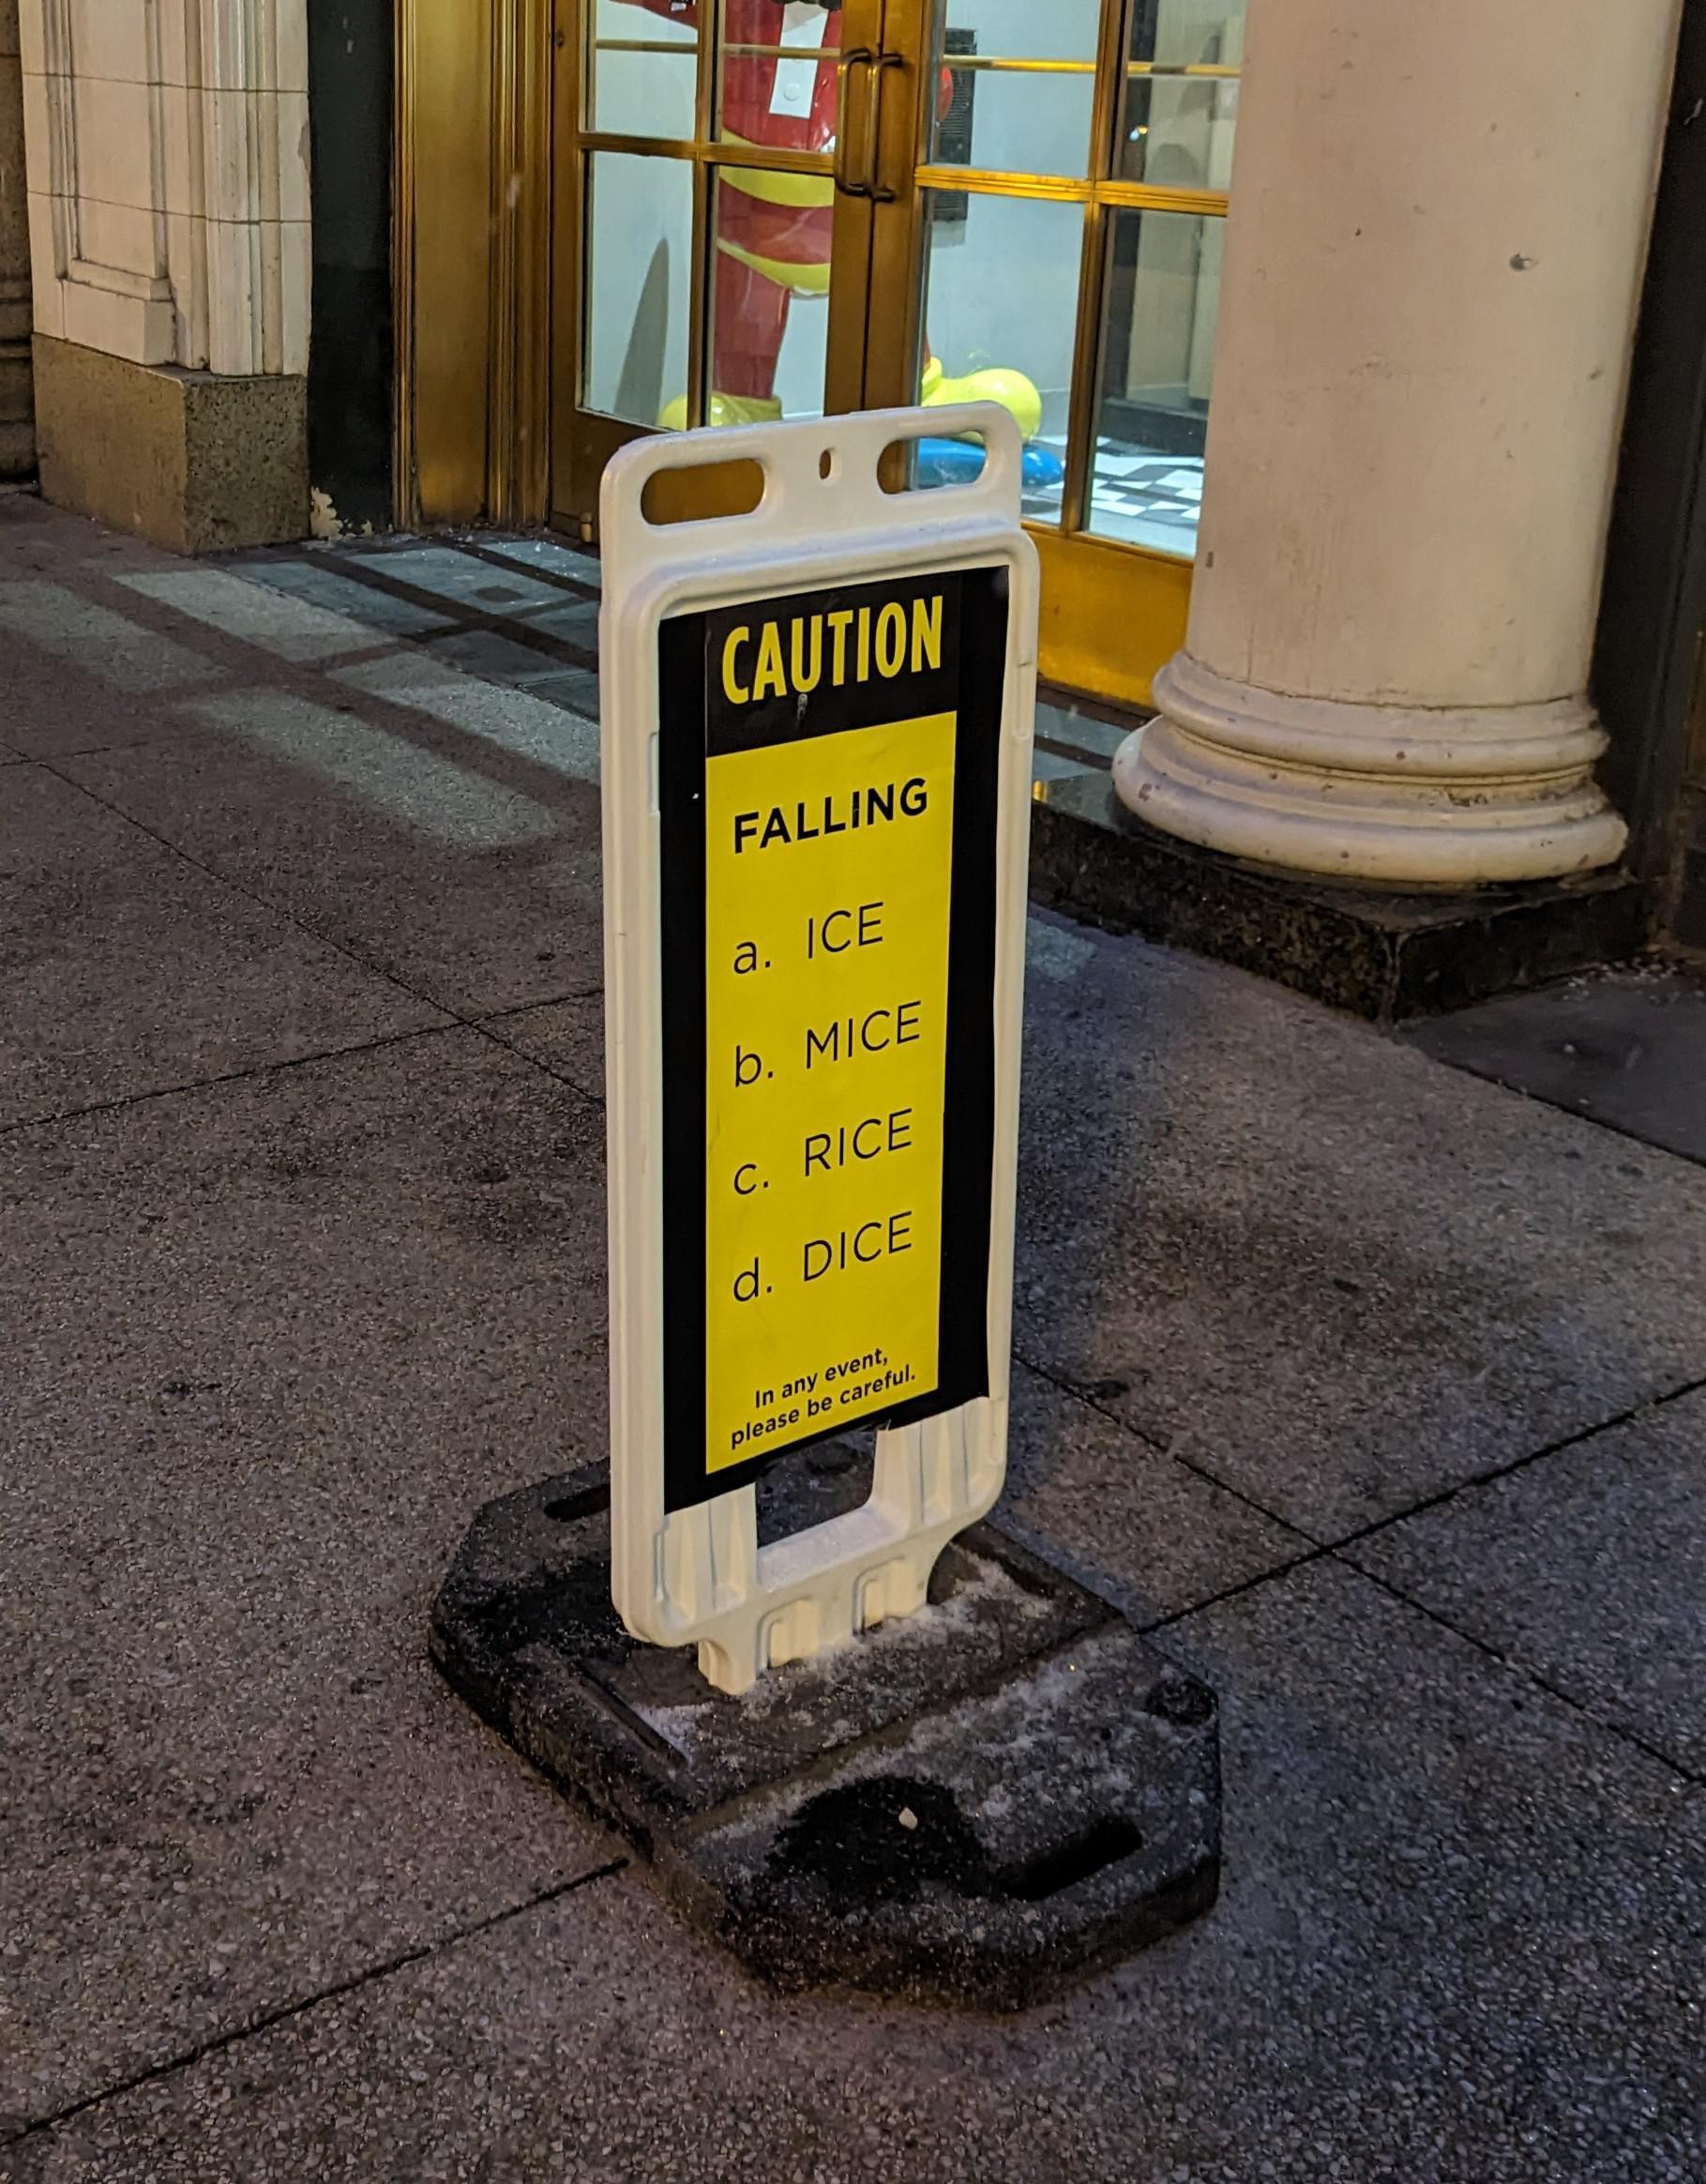 CAUTION
FALLING
a. ICE
b. MICE
c. RICE
d. DICE
In any event,
please be careful.